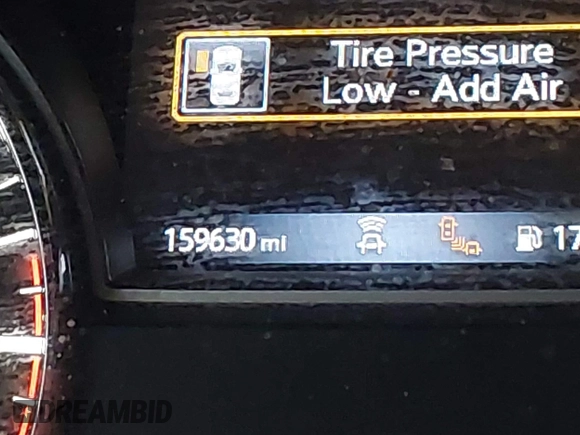 Tire Pressure
Low - Add Air
159630 mi
17
DREAMBID